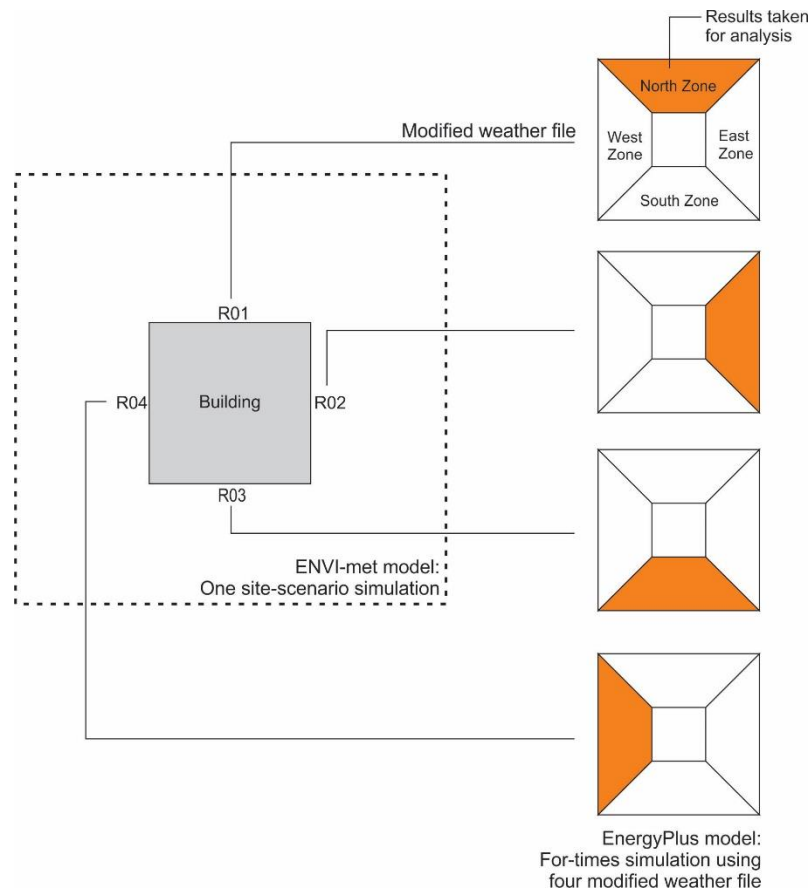 Results taken
for analysis
North Zone
Modified weather file
West
Zone
East
Zone
South Zone
R01
R04
Building
R02
R03
ENVI-met model:
One site-scenario simulation
EnergyPlus model:
For-times simulation using
four modified weather file